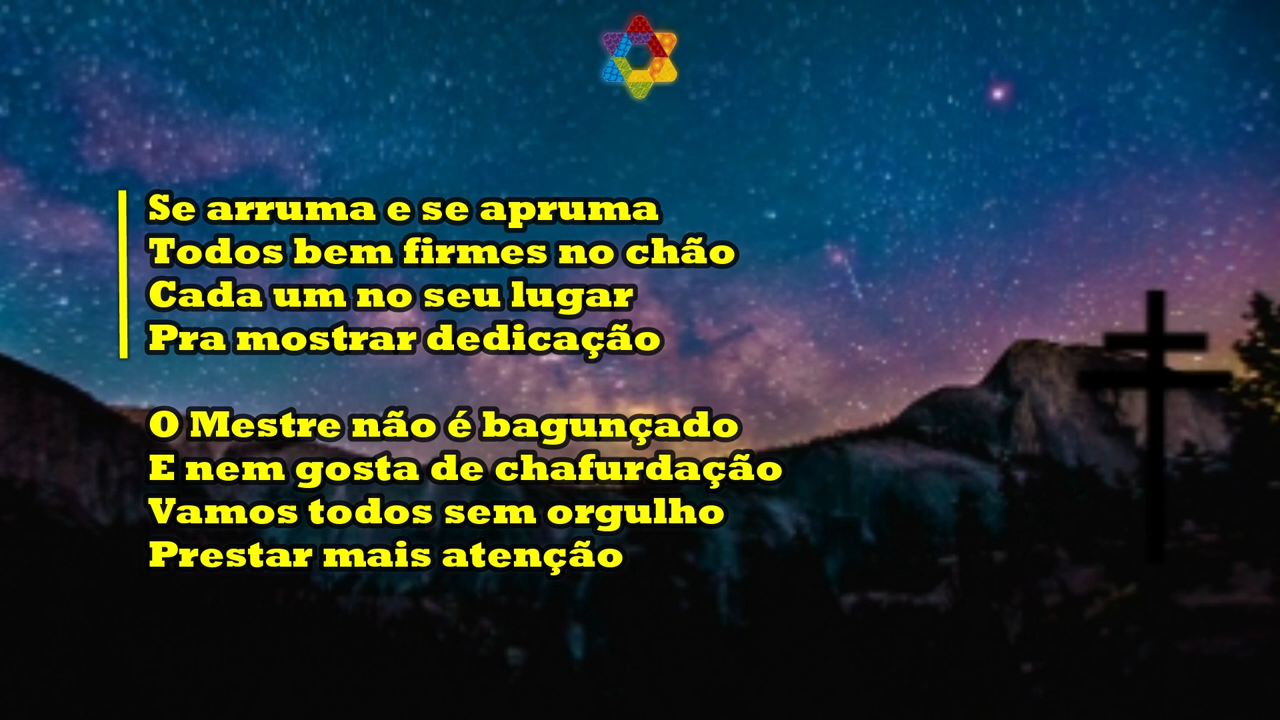 Se arruma e se apruma
Todos bem firmes no chão
Cada um no seu lugar
Pra mostrar dedicação
O Mestre não é bagunçado
E nem gosta de chafurdação
Vamos todos sem orgulho
Prestar mais atenção